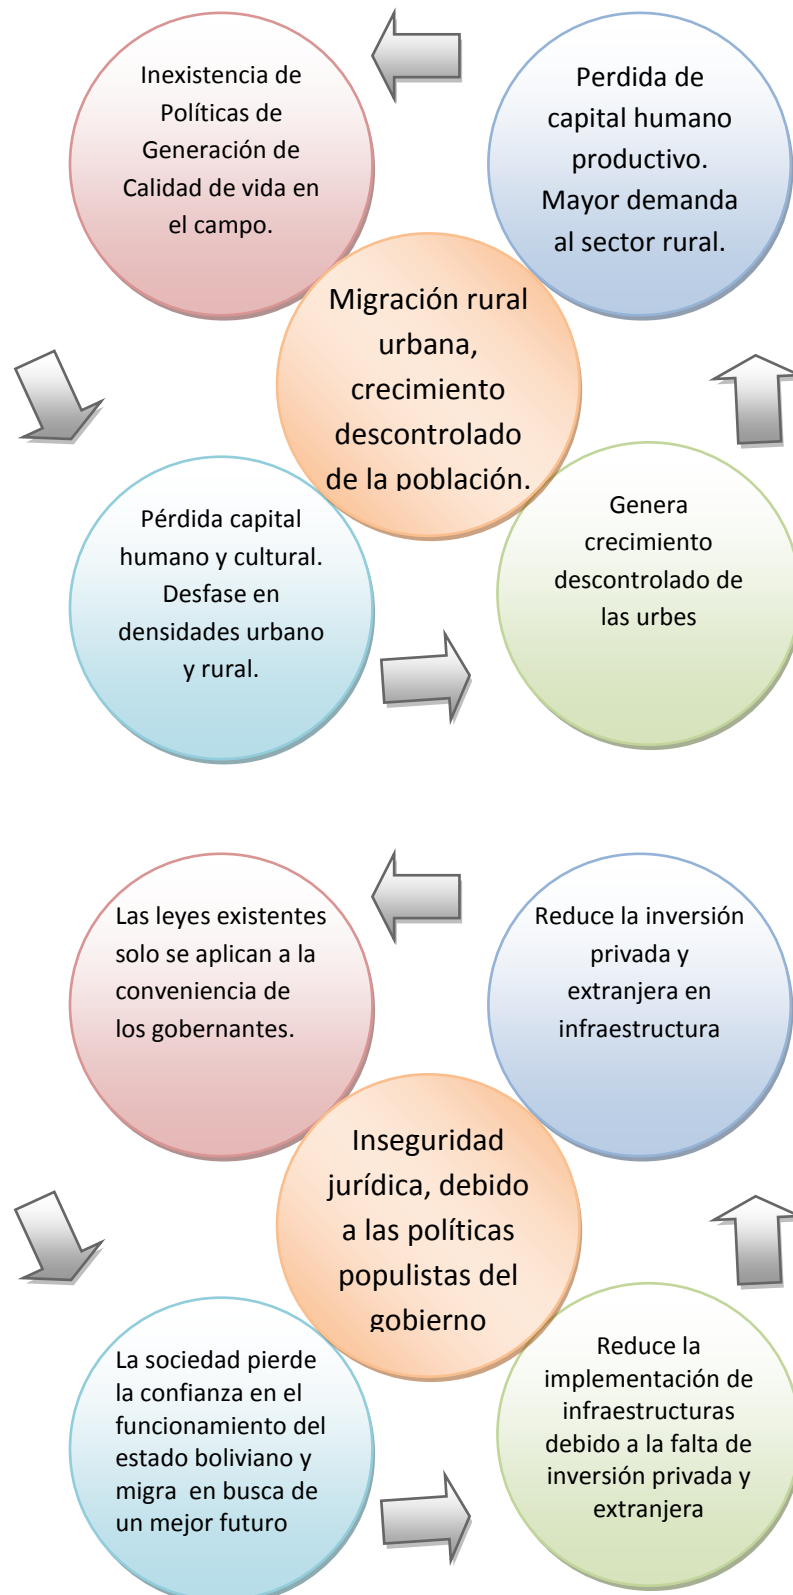 Inexistencia de
Políticas de
Generación de
Calidad de vida en
el campo.
Perdida de
capital humano
productivo.
Mayor demanda
al sector rural.
Migración rural
urbana,
crecimiento
descontrolado
de la población.
Pérdida capital
humano y cultural.
Desfase en
densidades urbano
y rural.
Genera
crecimiento
descontrolado de
las urbes
Las leyes existentes
solo se aplican a la
conveniencia de
los gobernantes.
Reduce la inversión
privada y
extranjera en
infraestructura
Inseguridad
jurídica, debido
a las políticas
populistas del
gobierno
La sociedad pierde
la confianza en el
funcionamiento del
estado boliviano y
migra  en busca de
un mejor futuro
Reduce la
implementación de
infraestructuras
debido a la falta de
inversión privada y
extranjera